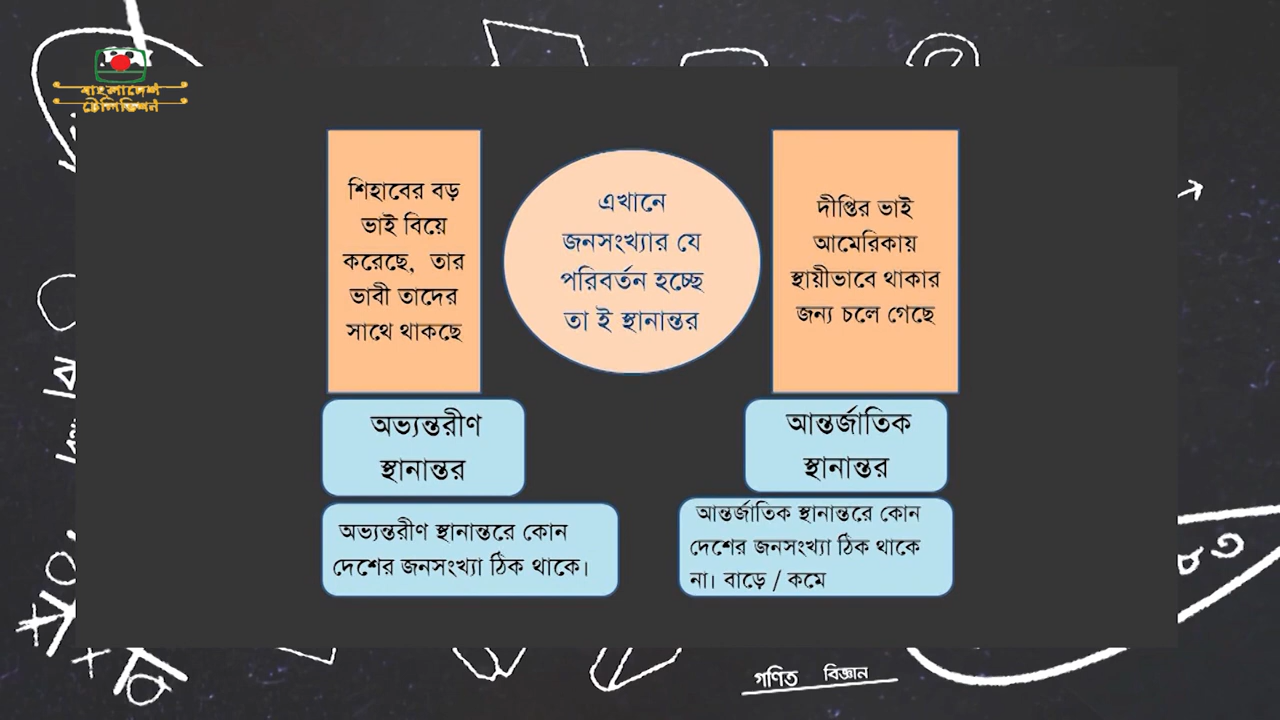 বাংলাদেশ
টেলিভিশন
শিহাবের বড়
ভাই বিয়ে
করেছে, তার
ভাবী তাদের
সাথে থাকছে
এখানে
জনসংখ্যার যে
পরিবর্তন হচ্ছে
তা ই স্থানান্তর
দীপ্তির ভাই
আমেরিকায়
স্থায়ীভাবে থাকার
জন্য চলে গেছে
অভ্যন্তরীণ
স্থানান্তর
আন্তর্জাতিক
স্থানান্তর
অভ্যন্তরীণ স্থানান্তরে কোন
দেশের জনসংখ্যা ঠিক থাকে।
আন্তর্জাতিক স্থানান্তরে কোন
দেশের জনসংখ্যা ঠিক থাকে
না। বাড়ে / কমে
গণিত বিজ্ঞান